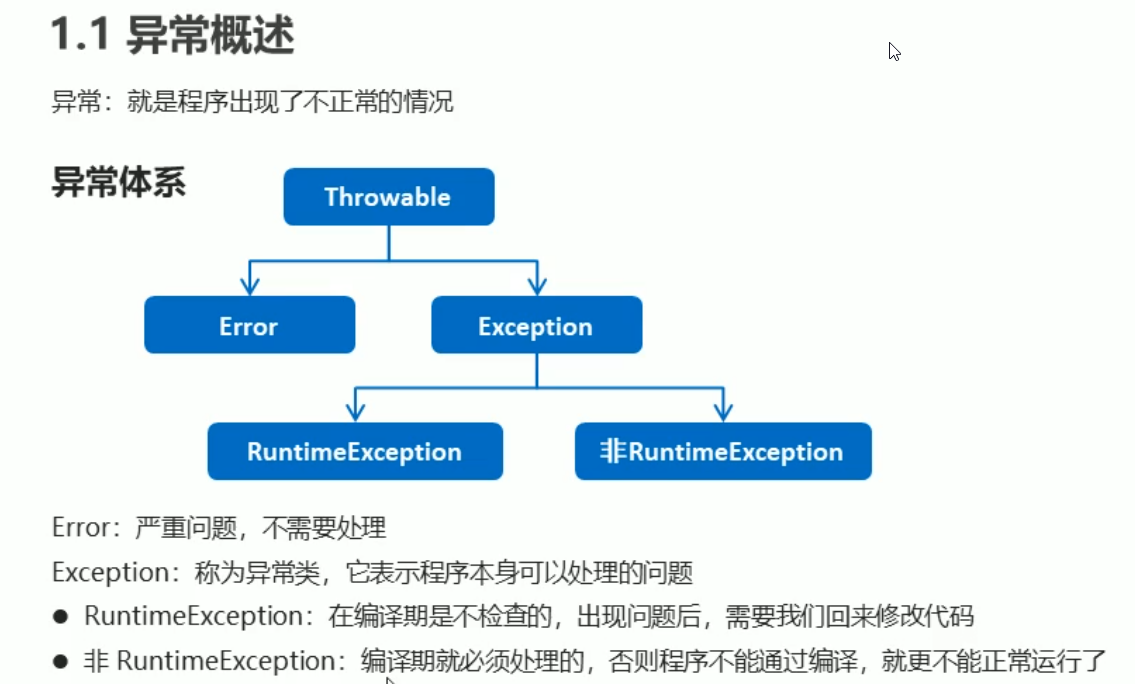 1.1 异常概述
异常：就是程序出现了不正常的情况
异常体系
Throwable
Error
Exception
RuntimeException
非RuntimeException
Error：严重问题，不需要处理
Exception：称为异常类，它表示程序本身可以处理的问题
● RuntimeException：在编译期是不检查的，出现问题后，需要我们回来修改代码
● 非 RuntimeException：编译期就必须处理的，否则程序不能通过编译，就更不能正常运行了